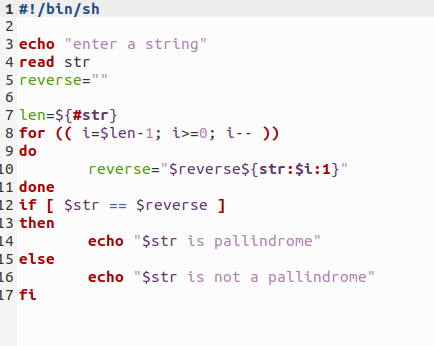 1 #!/bin/sh
2
3 echo "enter a string"
4 read str
5 reverse=""
6
7 len=${#str}
8 for (( i=$len-1; i>=0; i-- ))
9 do
10 reverse="$reverse${str:$i:1}"
11 done
12 if [ $str == $reverse ]
13 then
14 echo "$str is pallindrome"
15 else
16 echo "$str is not a pallindrome"
17 fi